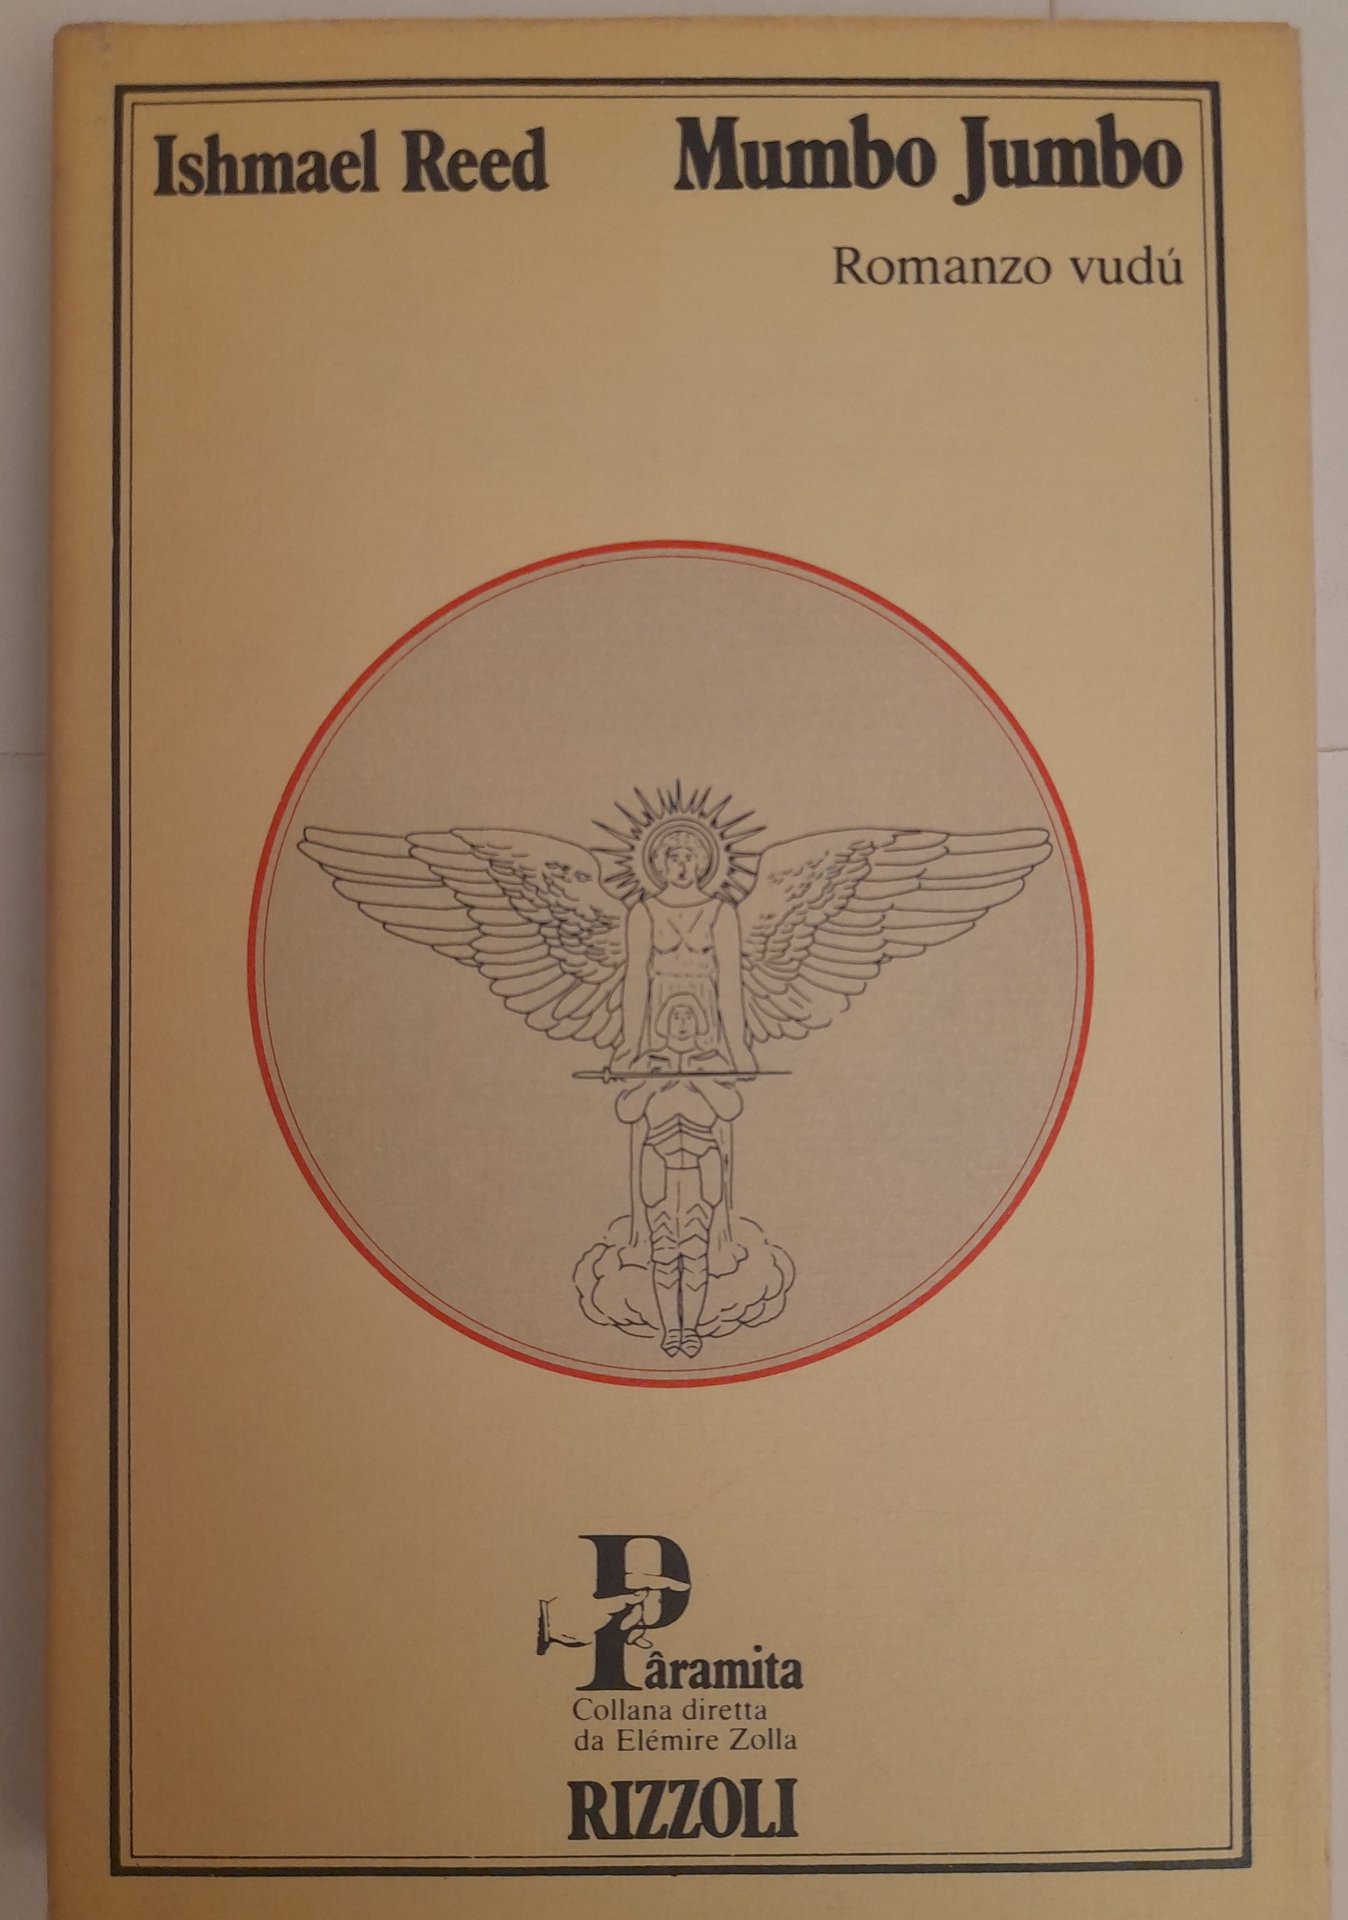 Ishmael Reed Mumbo Jumbo
Romanzo vudú
Pâramita
Collana diretta
da Elémire Zolla
RIZZOLI